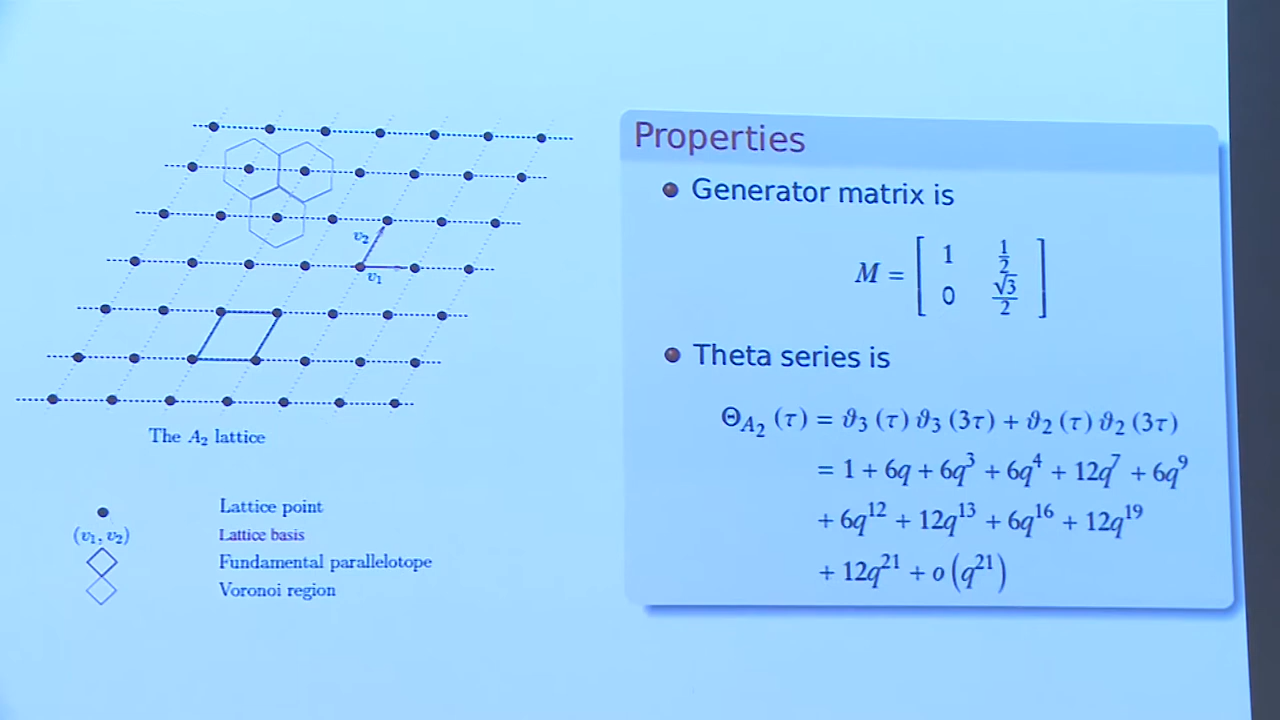 v₂
v₁
The A₂ lattice
Lattice point
(v₁, v₂) Lattice basis
Fundamental parallelotope
Voronoi region
Properties
Generator matrix is
M = [ 1 1/2
0 √3/2 ]
Theta series is
Θ_{A₂} (τ) = ϑ₃ (τ) ϑ₃ (3τ) + ϑ₂ (τ) ϑ₂ (3τ)
= 1 + 6q + 6q³ + 6q⁴ + 12q⁷ + 6q⁹
+ 6q¹² + 12q¹³ + 6q¹⁶ + 12q¹⁹
+ 12q²¹ + o (q²¹)